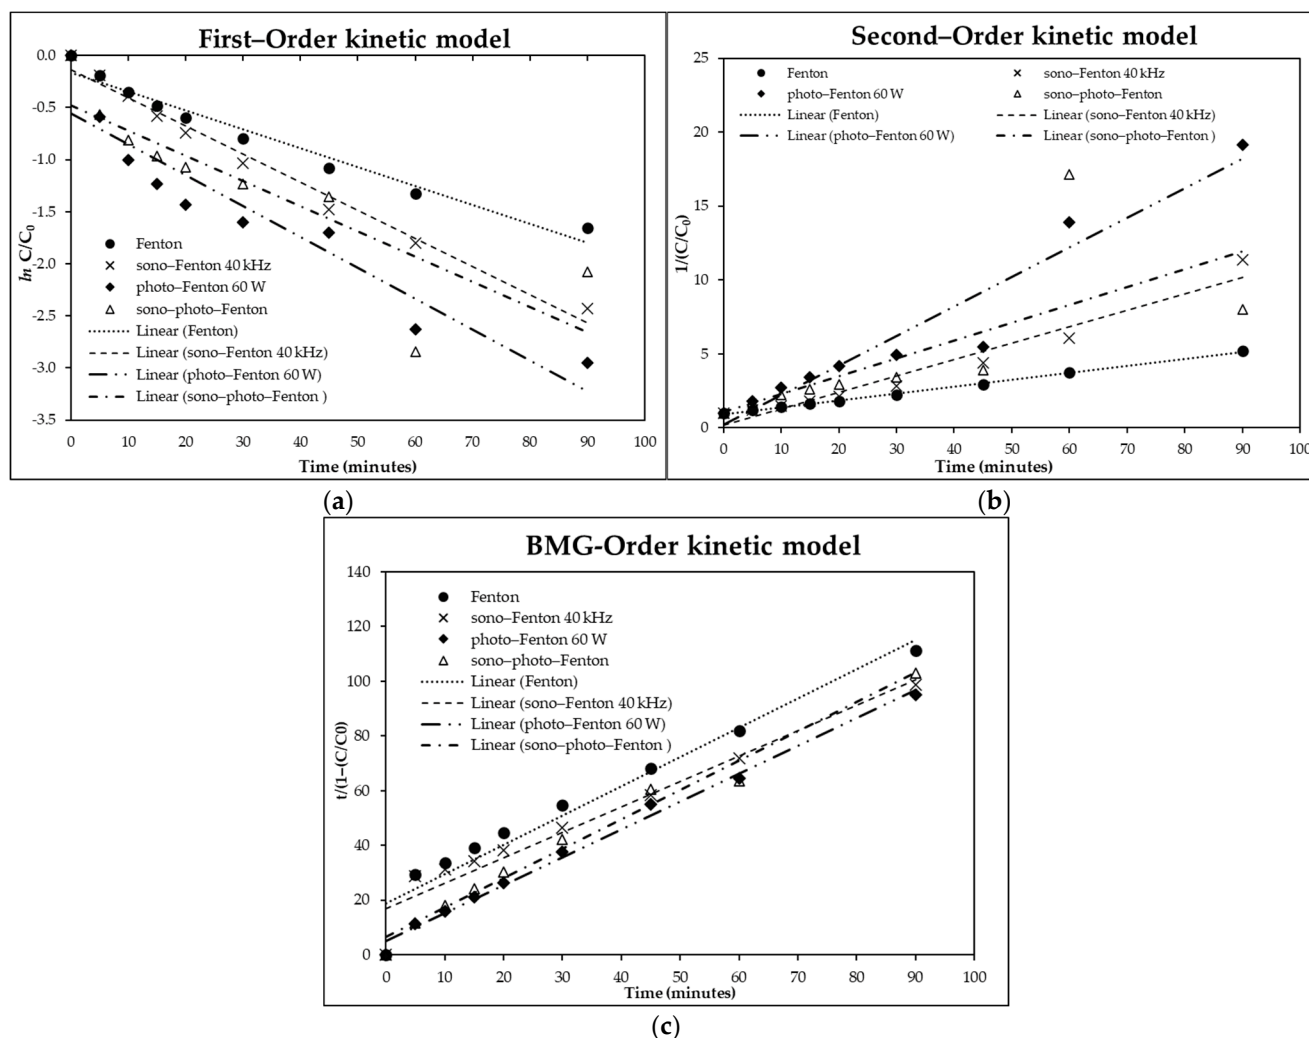 First–Order kinetic model
0.0
-0.5
-1.0
-1.5
-2.0
-2.5
-3.0
-3.5
ln C/C0
Fenton
sono–Fenton 40 kHz
photo–Fenton 60 W
sono–photo–Fenton
Linear (Fenton)
Linear (sono–Fenton 40 kHz)
Linear (photo–Fenton 60 W)
Linear (sono–photo–Fenton )
0 10 20 30 40 50 60 70 80 90 100
Time (minutes)
(a)
Second–Order kinetic model
25
20
15
10
5
0
1/(C/C0)
Fenton sono–Fenton 40 kHz
photo–Fenton 60 W sono–photo–Fenton
Linear (Fenton) Linear (sono–Fenton 40 kHz)
Linear (photo–Fenton 60 W) Linear (sono–photo–Fenton )
0 10 20 30 40 50 60 70 80 90 100
Time (minutes)
(b)
BMG-Order kinetic model
140
120
100
80
60
40
20
0
t/(1–(C/C0)
Fenton
sono–Fenton 40 kHz
photo–Fenton 60 W
sono–photo–Fenton
Linear (Fenton)
Linear (sono–Fenton 40 kHz)
Linear (photo–Fenton 60 W)
Linear (sono–photo–Fenton )
0 10 20 30 40 50 60 70 80 90 100
Time (minutes)
(c)